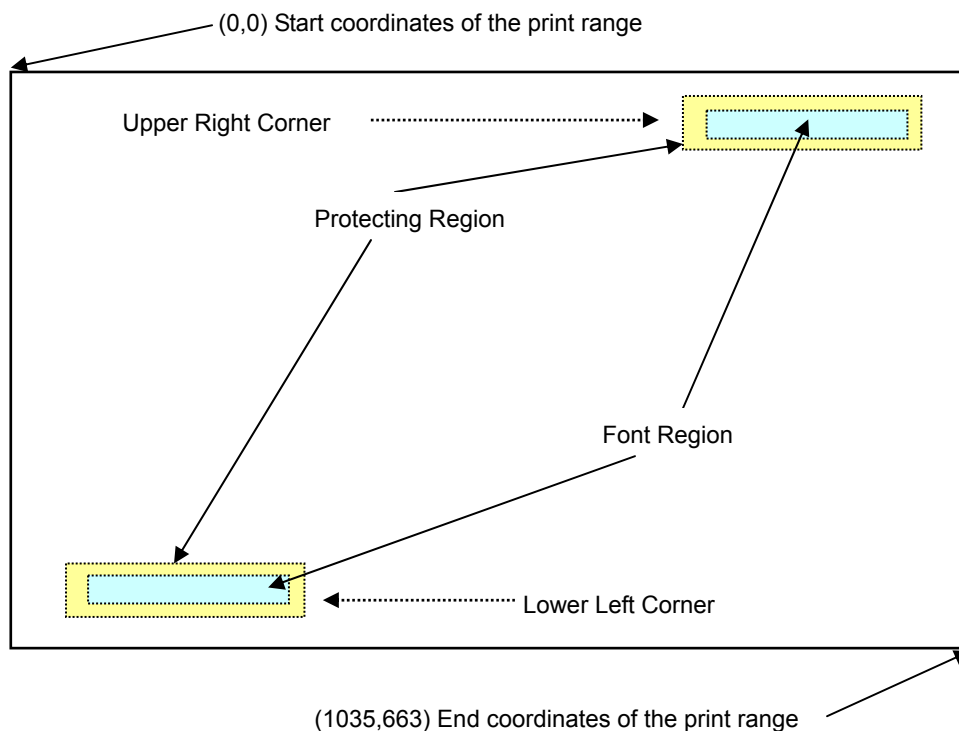 (0,0) Start coordinates of the print range
Upper Right Corner
Protecting Region
Font Region
Lower Left Corner
(1035,663) End coordinates of the print range